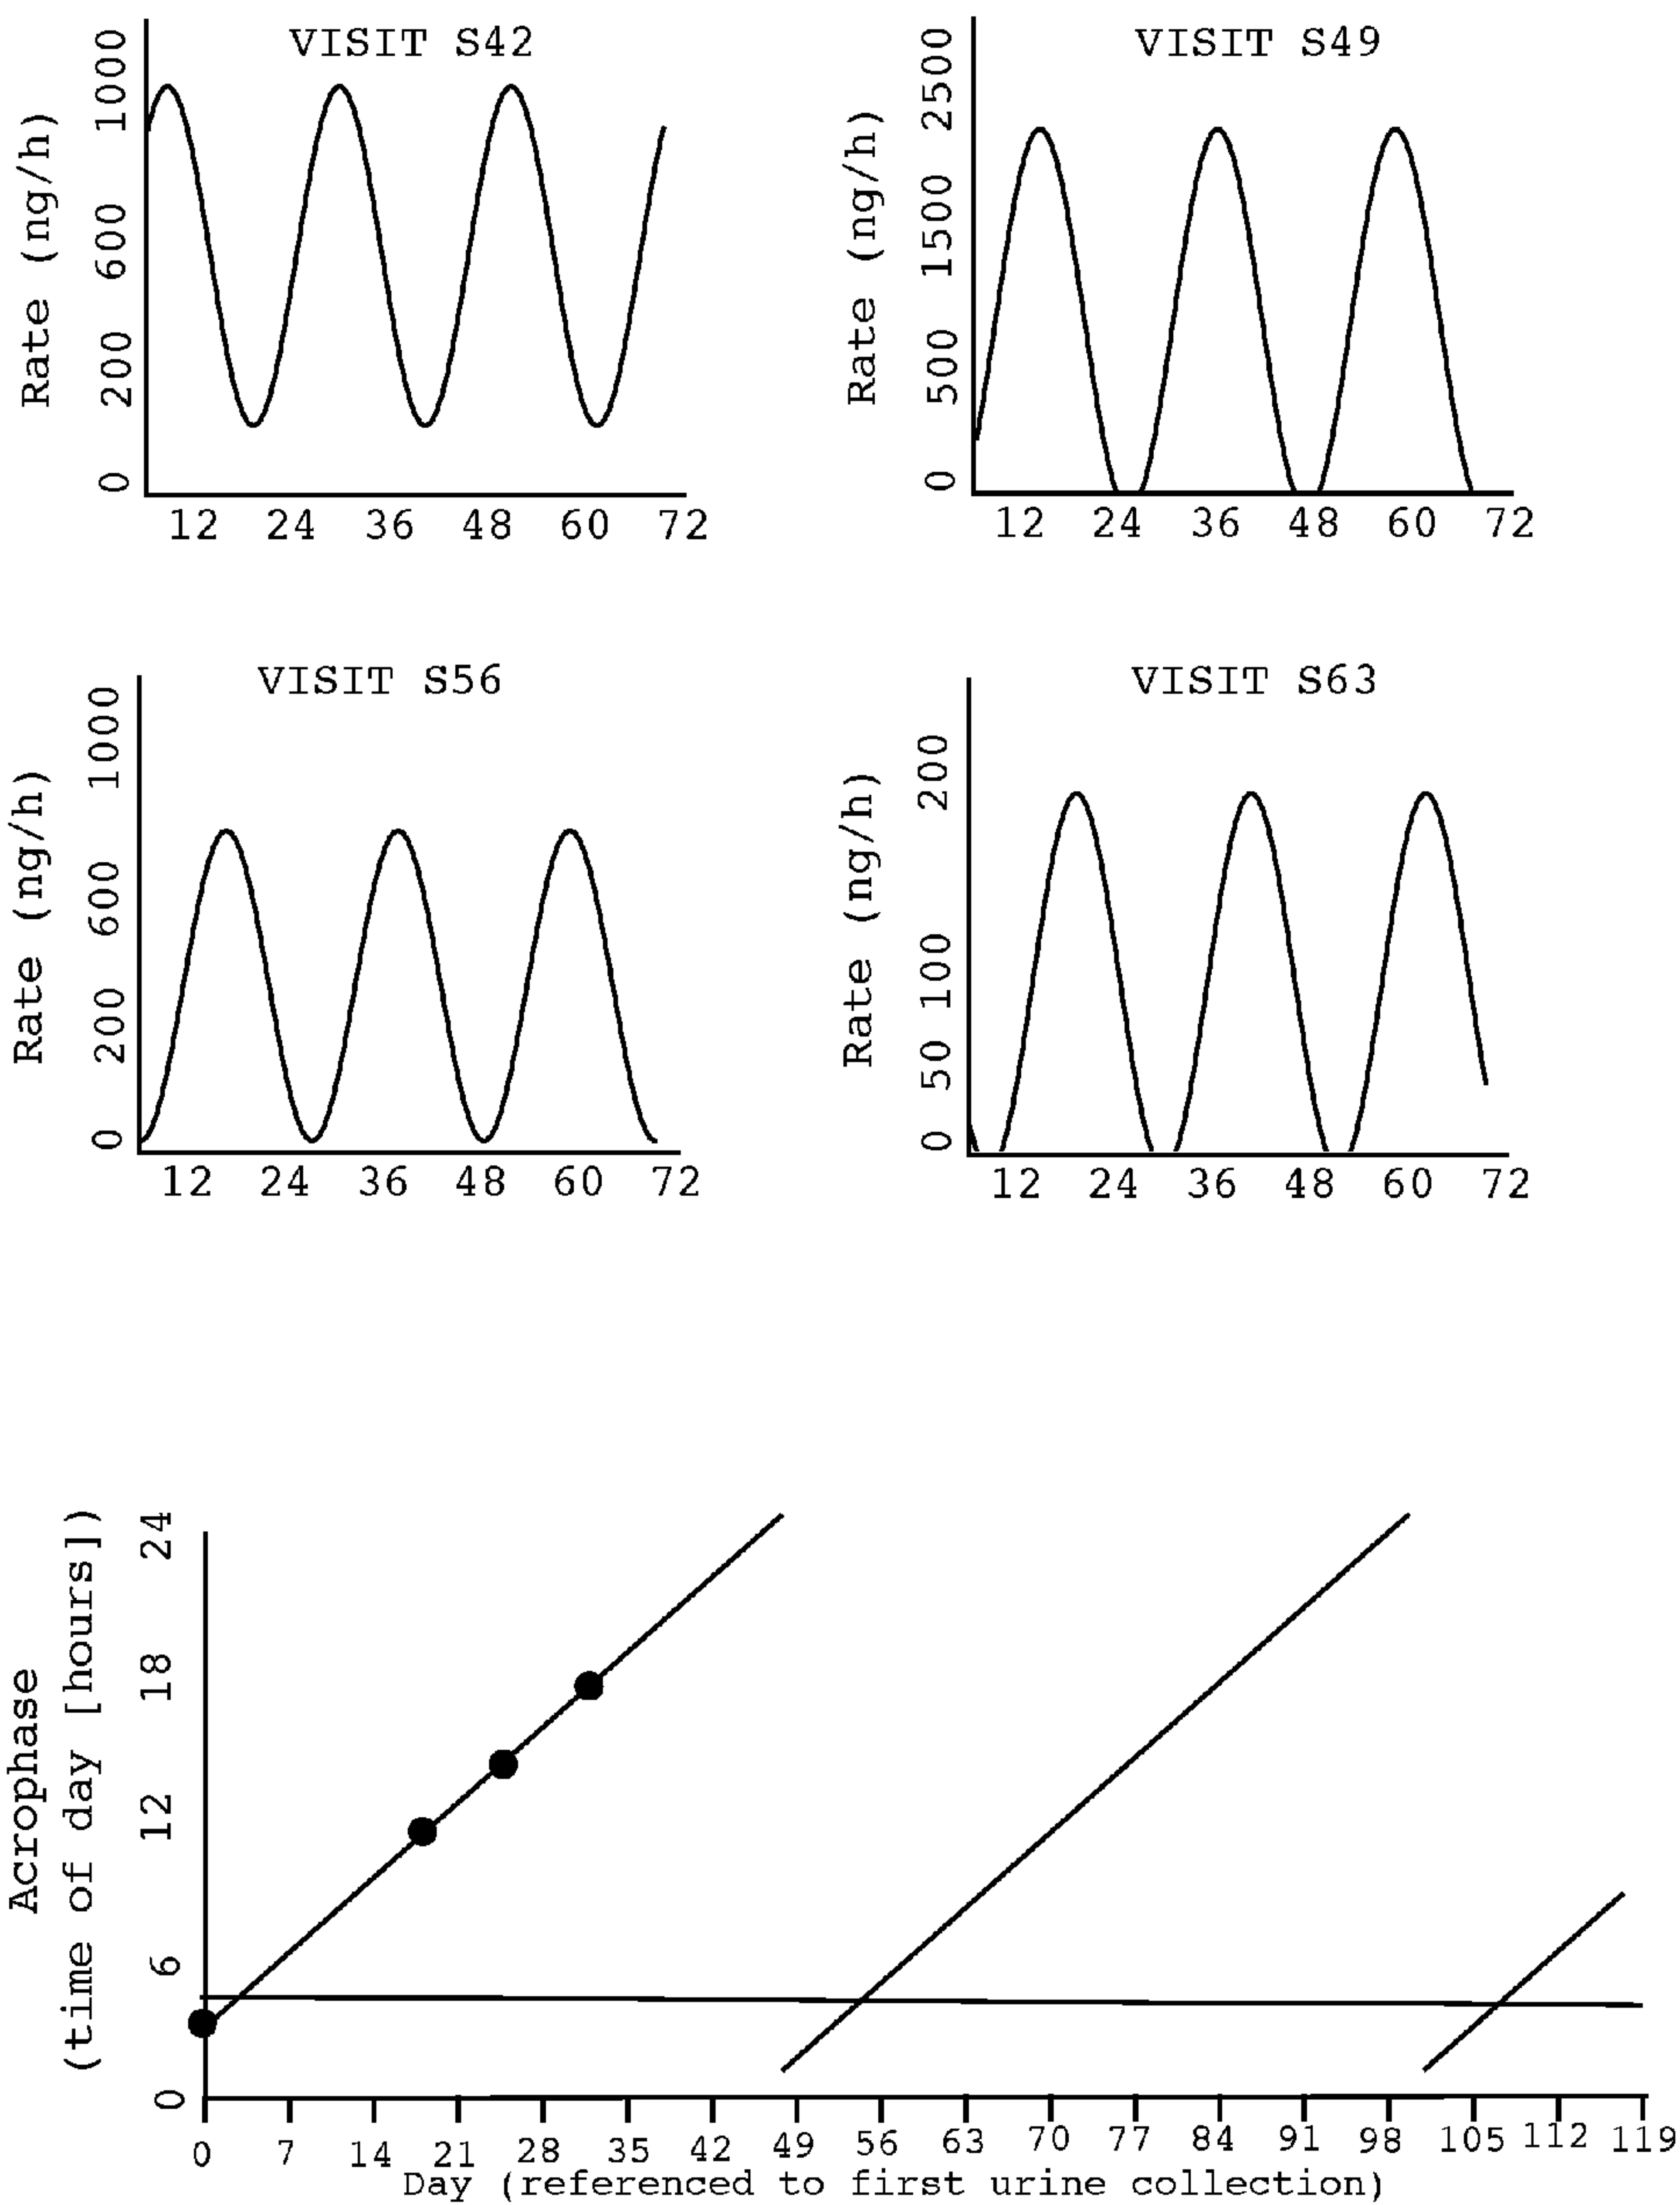 VISIT S42
Rate (ng/h)
1000
600
200
0
12 24 36 48 60 72
VISIT S49
Rate (ng/h)
2500
1500
500
0
12 24 36 48 60 72
VISIT S56
Rate (ng/h)
1000
600
200
0
12 24 36 48 60 72
VISIT S63
Rate (ng/h)
200
100
50
0
12 24 36 48 60 72
Acrophase
(time of day [hours])
24
18
12
6
0
0 7 14 21 28 35 42 49 56 63 70 77 84 91 98 105 112 119
Day (referenced to first urine collection)